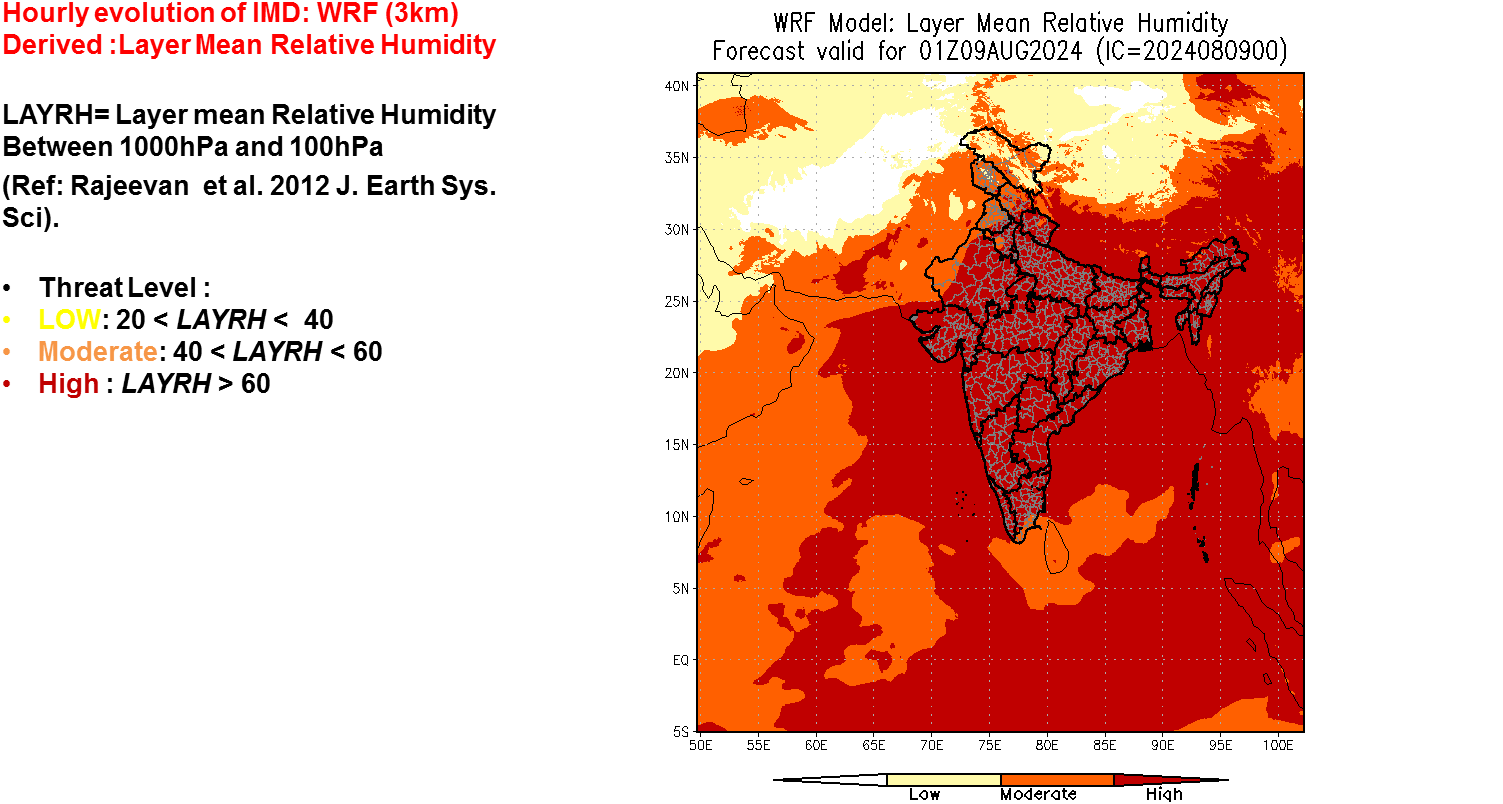 Hourly evolution of IMD: WRF (3km)
Derived :Layer Mean Relative Humidity
LAYRH= Layer mean Relative Humidity
Between 1000hPa and 100hPa
(Ref: Rajeevan et al. 2012 J. Earth Sys.
Sci).
• Threat Level :
• LOW: 20 < LAYRH < 40
• Moderate: 40 < LAYRH < 60
• High : LAYRH > 60
WRF Model: Layer Mean Relative Humidity
Forecast valid for 01Z09AUG2024 (IC=2024080900)
40N
35N
30N
25N
20N
15N
10N
5N
EQ
5S
50E 55E 60E 65E 70E 75E 80E 85E 90E 95E 100E
Low Moderate High